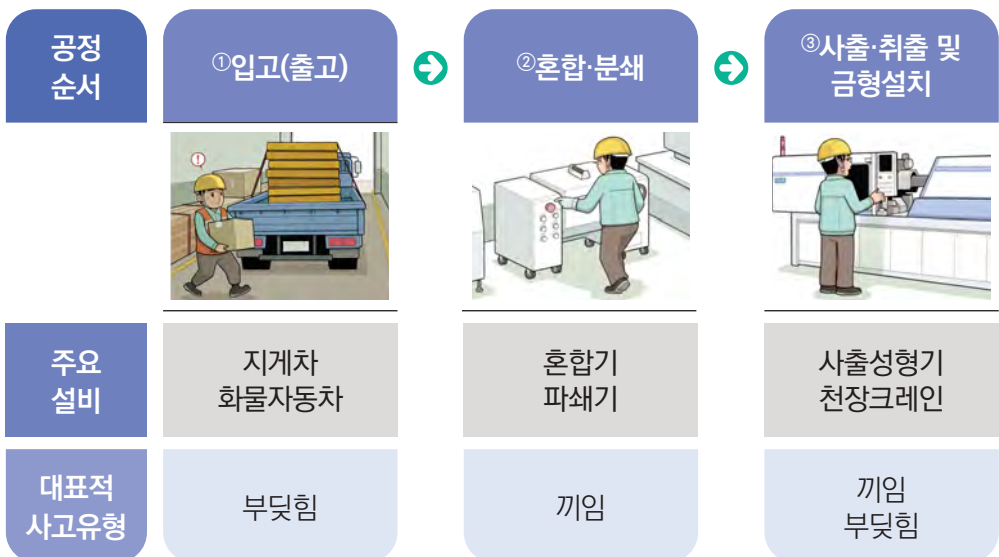 공정
순서
①입고(출고)
②혼합·분쇄
③사출·취출 및
금형설치
!
주요
설비
지게차
화물자동차
혼합기
파쇄기
사출성형기
천장크레인
대표적
사고유형
부딪힘
끼임
끼임
부딪힘